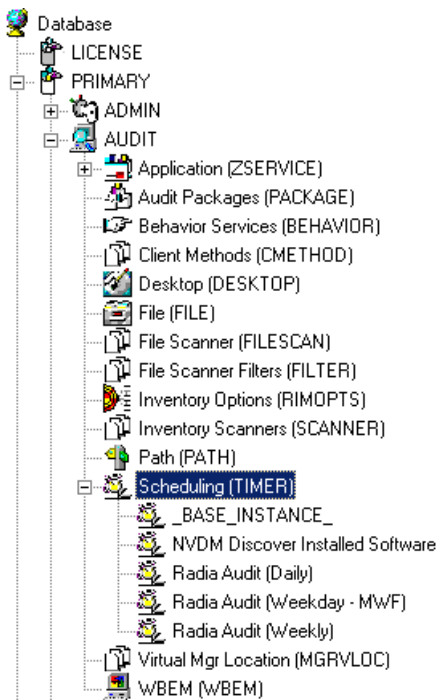 Database
LICENSE
PRIMARY
ADMIN
AUDIT
Application (ZSERVICE)
Audit Packages (PACKAGE)
Behavior Services (BEHAVIOR)
Client Methods (CMETHOD)
Desktop (DESKTOP)
File (FILE)
File Scanner (FILESCAN)
File Scanner Filters (FILTER)
Inventory Options (RIMOPTS)
Inventory Scanners (SCANNER)
Path (PATH)
Scheduling (TIMER)
_BASE_INSTANCE_
NVDM Discover Installed Software
Radia Audit (Daily)
Radia Audit (Weekday - MWF)
Radia Audit (Weekly)
Virtual Mgr Location (MGRVLOC)
WBEM (WBEM)